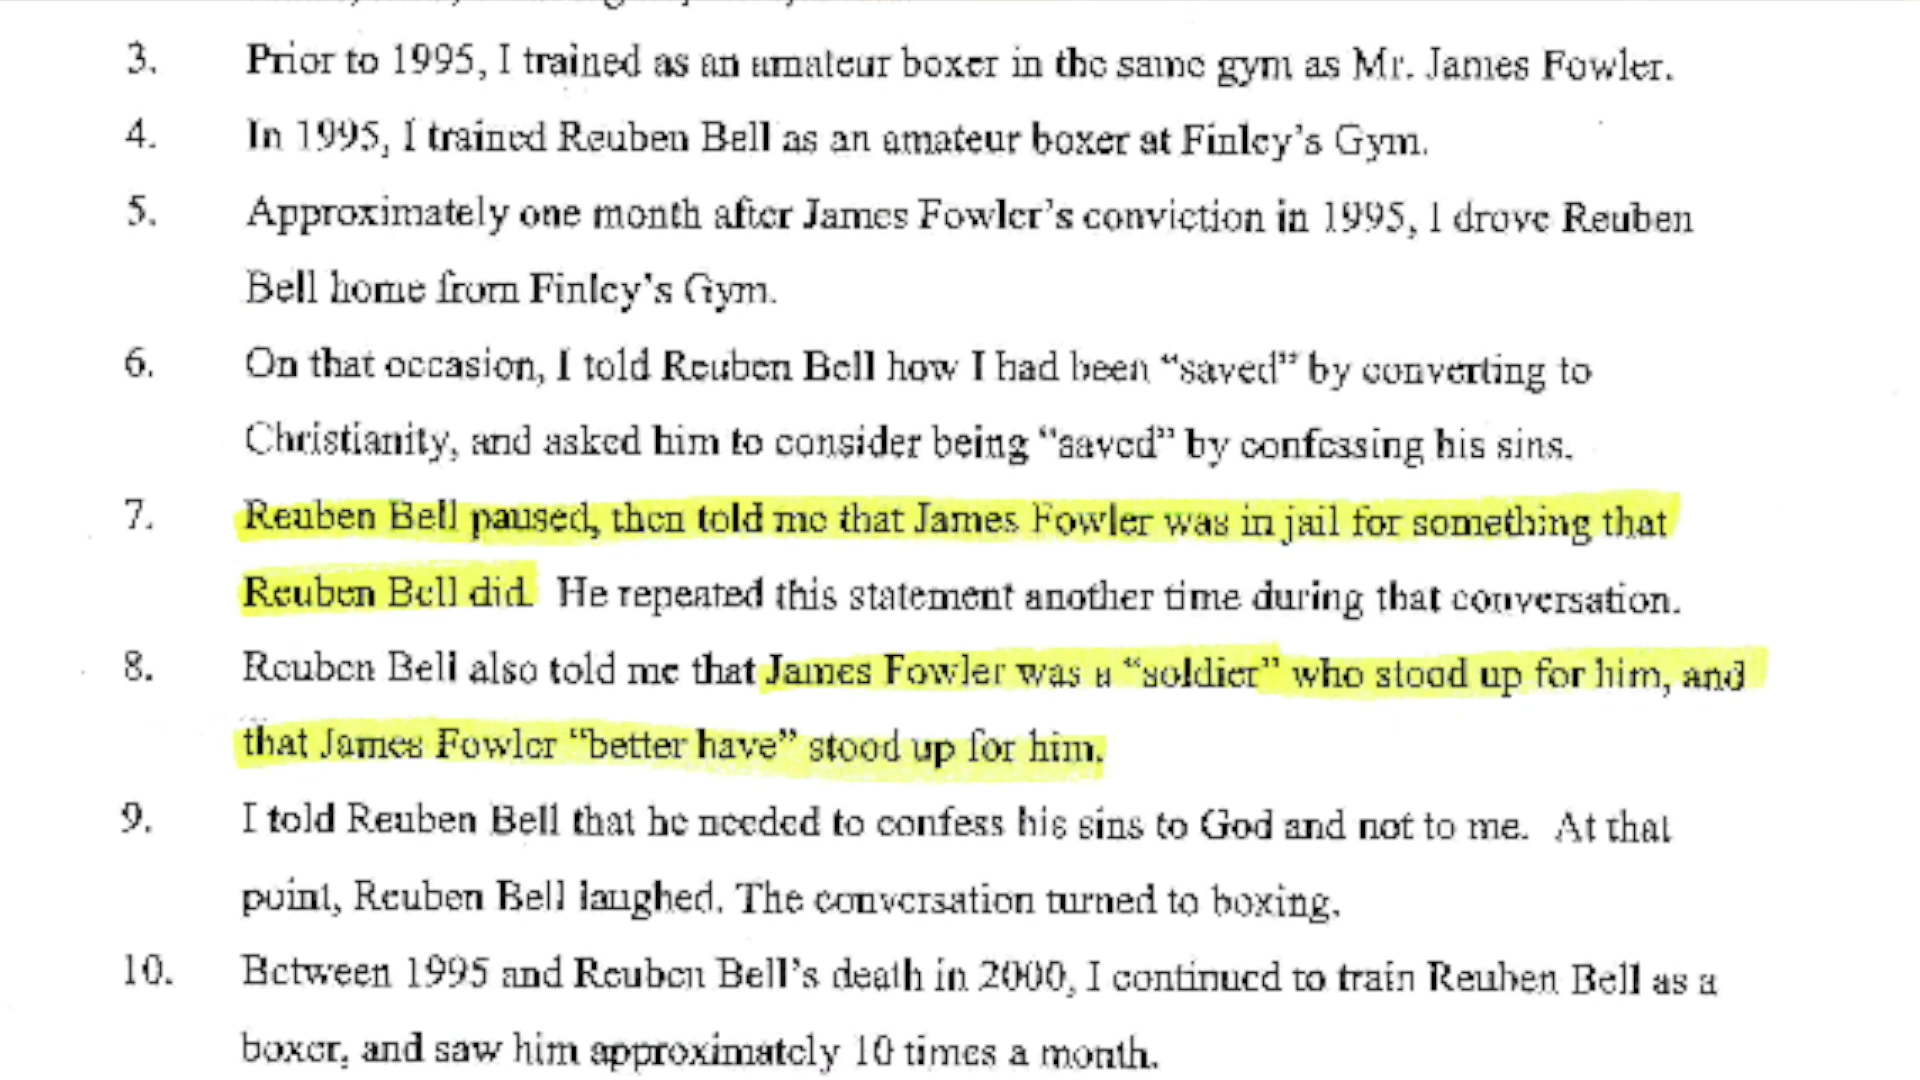 3. Prior to 1995, I trained as an amateur boxer in the same gym as Mr. James Fowler.
4. In 1995, I trained Reuben Bell as an amateur boxer at Finley's Gym.
5. Approximately one month after James Fowler's conviction in 1995, I drove Reuben
Bell home from Finley's Gym.
6. On that occasion, I told Reuben Bell how I had been “saved” by converting to
Christianity, and asked him to consider being “saved” by confessing his sins.
7. Reuben Bell paused, then told me that James Fowler was in jail for something that
Reuben Bell did. He repeated this statement another time during that conversation.
8. Reuben Bell also told me that James Fowler was a “soldier” who stood up for him, and
that James Fowler “better have” stood up for him.
9. I told Reuben Bell that he needed to confess his sins to God and not to me. At that
point, Reuben Bell laughed. The conversation turned to boxing.
10. Between 1995 and Reuben Bell's death in 2000, I continued to train Reuben Bell as a
boxer, and saw him approximately 10 times a month.